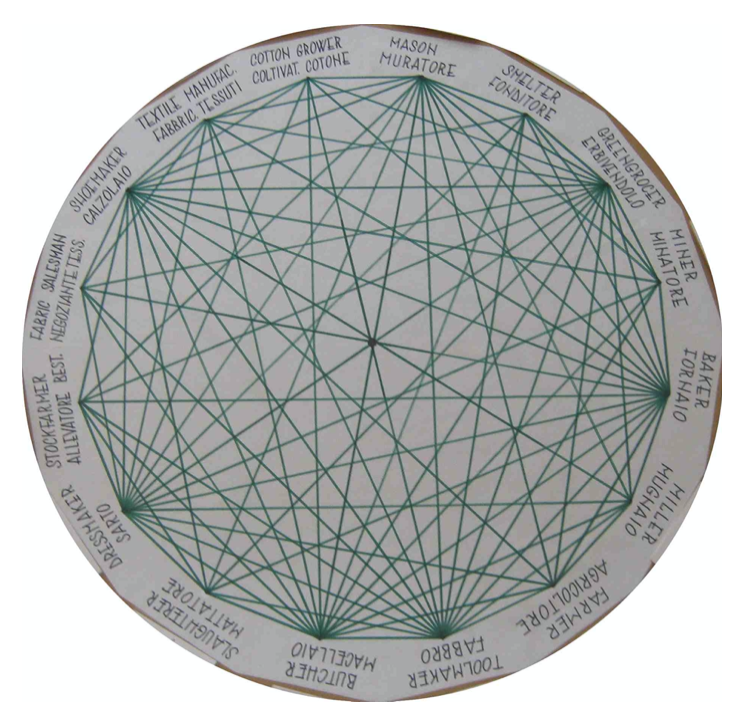 MASON
MURATORE
SMELTER
FONDITORE
GREENGROCER
ERBIVENDOLO
MINER
MINATORE
BAKER
FORNAIO
MILLER
MUGNAIO
FARMER
AGRICOLTORE
TOOLMAKER
FABBRO
BUTCHER
MACELLAIO
SLAUGHTERER
MATTATORE
DRESSMAKER
SARTO
STOCKFARMER
ALLEVATORE BEST.
FABRIC SALESMAN
NEGOZIANTE TESS.
SHOEMAKER
CALZOLAIO
TEXTILE MANUFAC.
FABBRIC TESSUTI
COTTON GROWER
COLTIVAT. COTONE